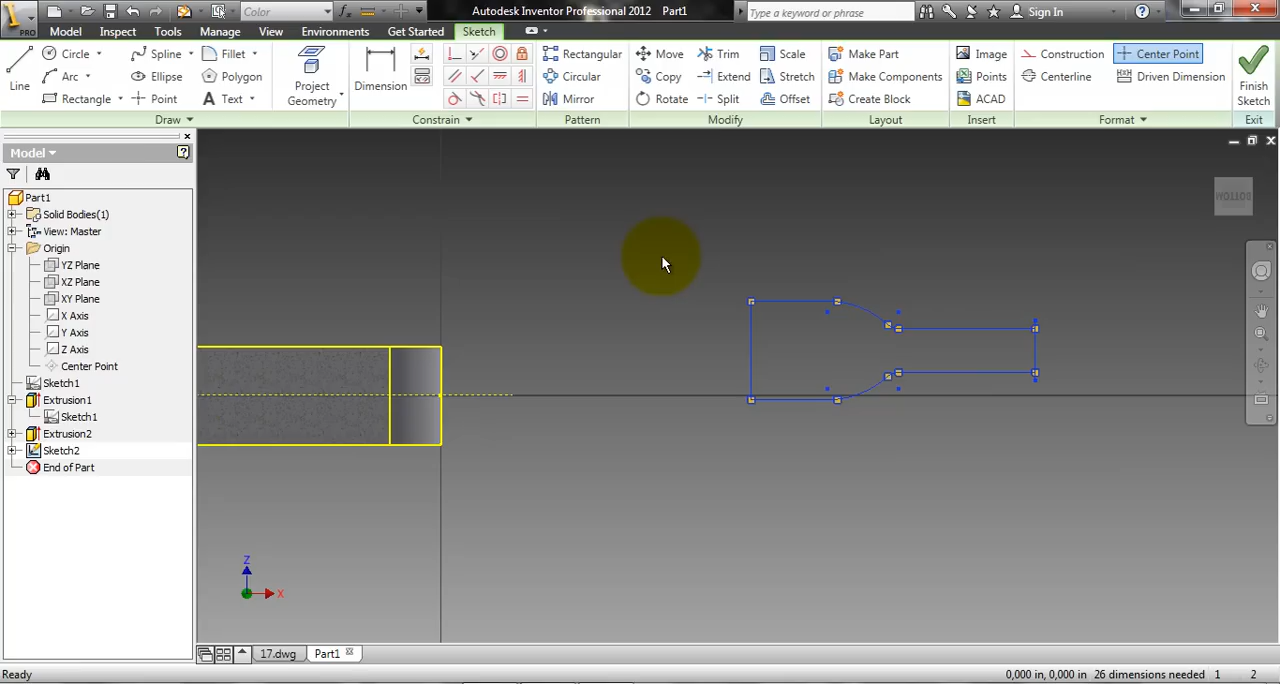 Color
Autodesk Inventor Professional 2012 Part1
Type a keyword or phrase
Sign In
PRO
Model Inspect Tools Manage View Environments Get Started Sketch
Line
Circle
Arc
Rectangle
Spline
Ellipse
Point
Fillet
Polygon
Text
Draw
Project
Geometry
Dimension
Constrain
Rectangular
Circular
Mirror
Pattern
Move
Copy
Rotate
Trim
Extend
Split
Scale
Stretch
Offset
Modify
Make Part
Make Components
Create Block
Layout
Image
Points
ACAD
Insert
Construction
Centerline
Center Point
Driven Dimension
Format
Finish
Sketch
Exit
Model
Part1
Solid Bodies(1)
View: Master
Origin
YZ Plane
XZ Plane
XY Plane
X Axis
Y Axis
Z Axis
Center Point
Sketch1
Extrusion1
Sketch1
Extrusion2
Sketch2
End of Part
BOTTOM
Z
X
17.dwg
Part1
Ready
0,000 in, 0,000 in 26 dimensions needed 1 2